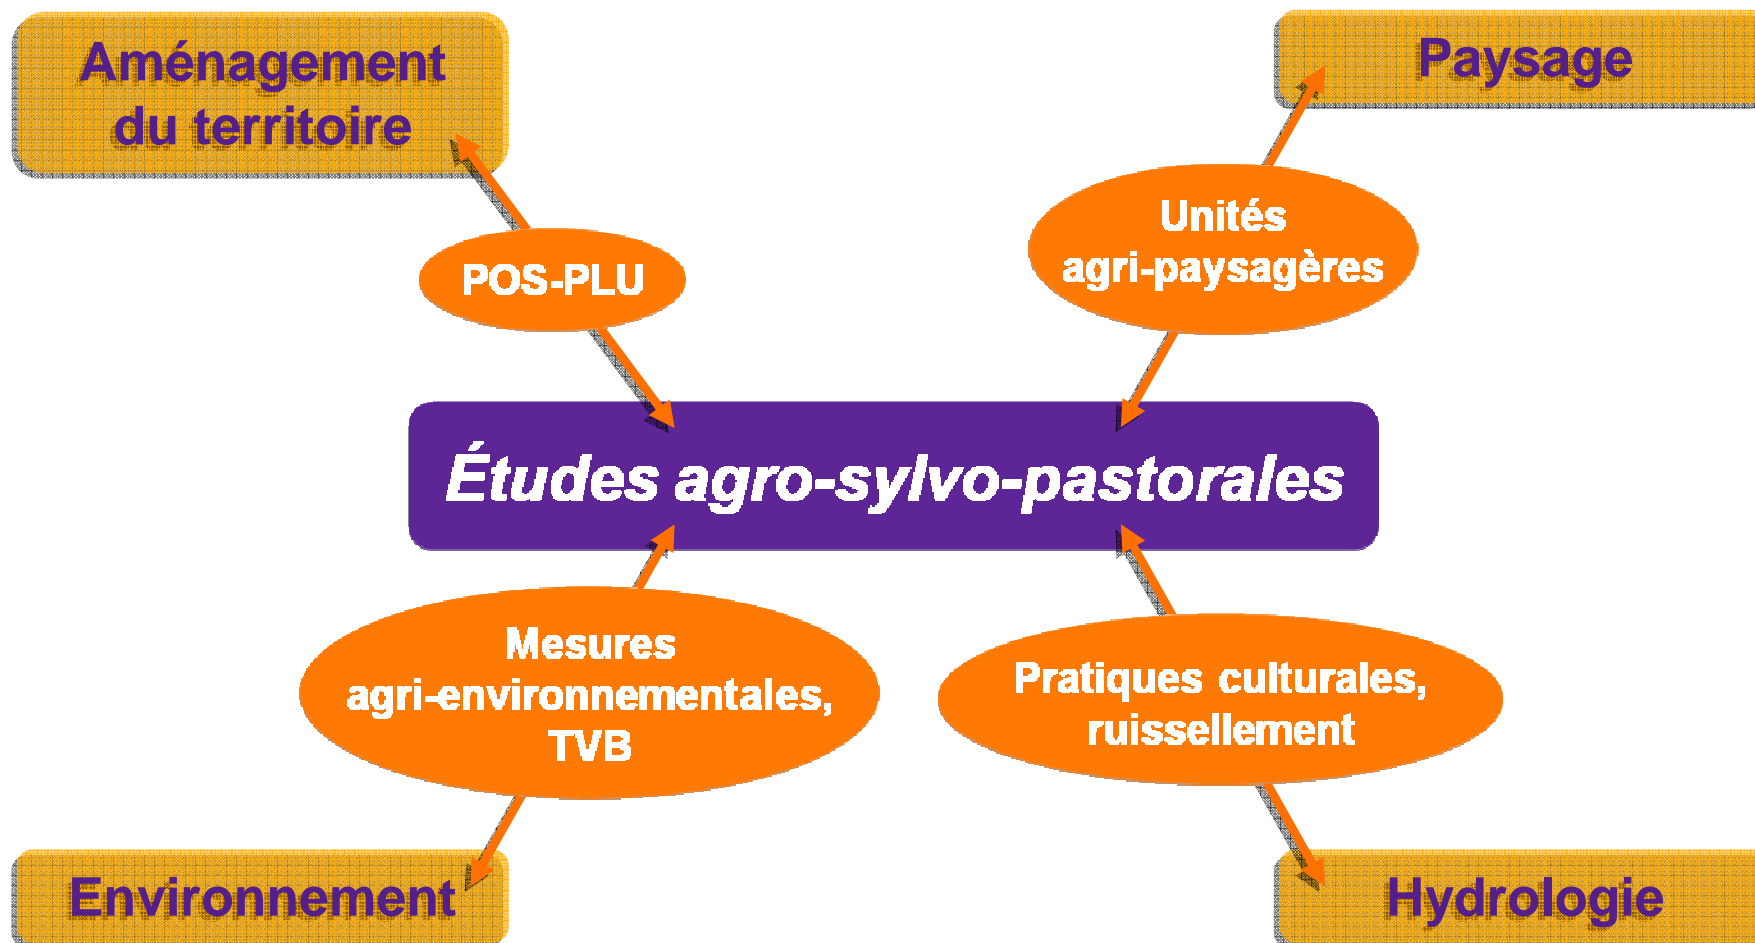 Aménagement
du territoire
Paysage
Unités
agri-paysagères
POS-PLU
Études agro-sylvo-pastorales
Mesures
agri-environnementales,
TVB
Pratiques culturales,
ruissellement
Environnement
Hydrologie